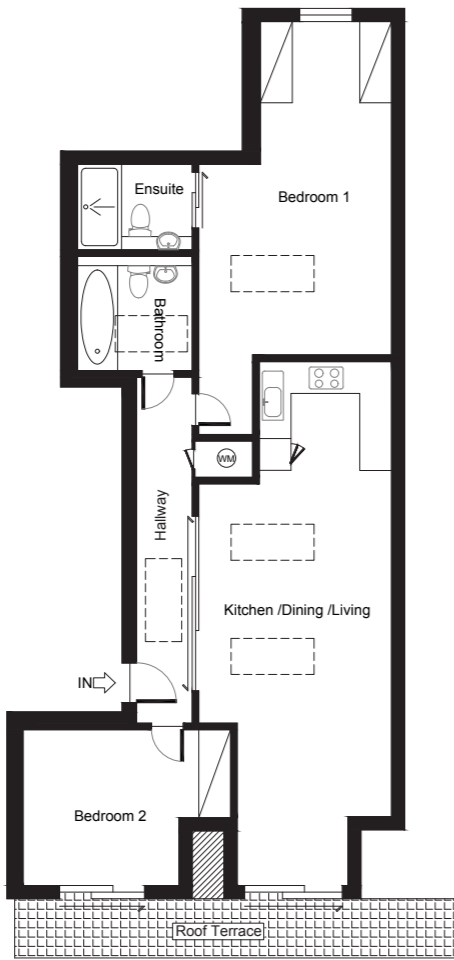 Ensuite
Bedroom 1
Bathroom
WM
Hallway
Kitchen /Dining /Living
IN
Bedroom 2
Roof Terrace